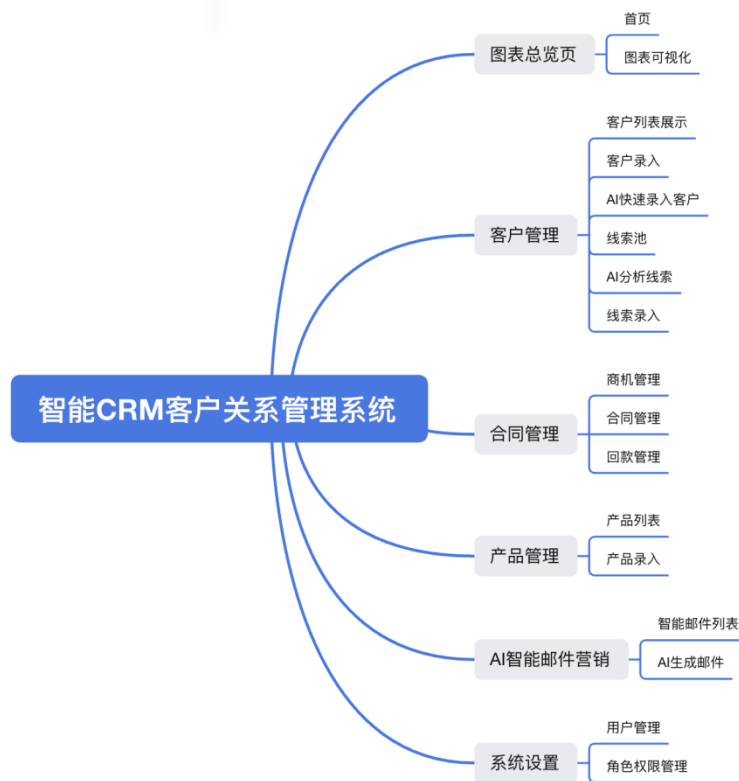 智能CRM客户关系管理系统
图表总览页
首页
图表可视化
客户管理
客户列表展示
客户录入
AI快速录入客户
线索池
AI分析线索
线索录入
合同管理
商机管理
合同管理
回款管理
产品管理
产品列表
产品录入
AI智能邮件营销
智能邮件列表
AI生成邮件
系统设置
用户管理
角色权限管理